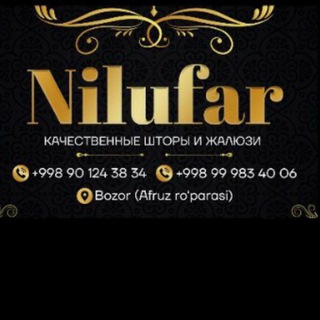 Nilufar
КАЧЕСТВЕННЫЕ ШТОРЫ И ЖАЛЮЗИ
+998 90 124 38 34 +998 99 983 40 06
Bozor (Afruz ro'parasi)